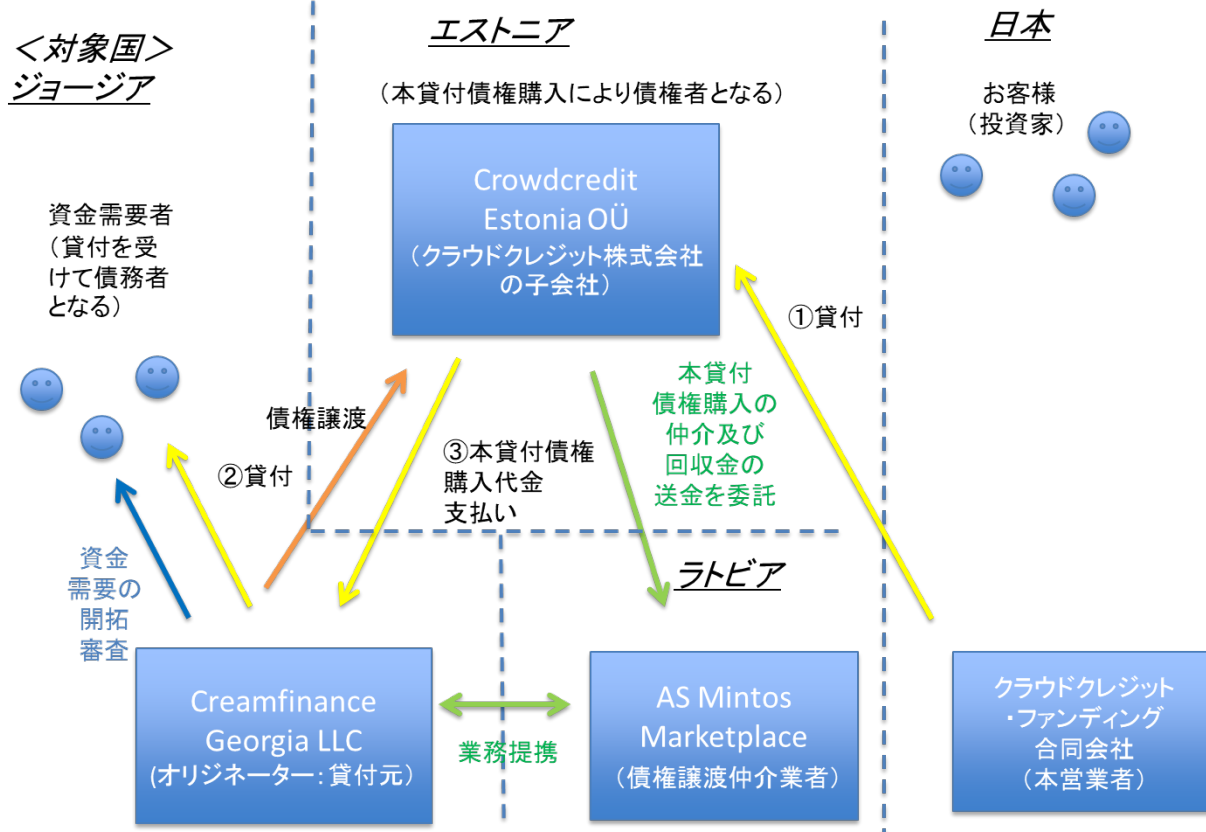 <対象国>
ジョージア
エストニア
日本
(本貸付債権購入により債権者となる)
お客様
(投資家)
Crowdcredit
Estonia OÜ
(クラウドクレジット株式会社
の子会社)
資金需要者
(貸付を受
けて債務者
となる)
①貸付
債権譲渡
②貸付
③本貸付債権
購入代金
支払い
本貸付
債権購入の
仲介及び
回収金の
送金を委託
資金
需要の
開拓
審査
ラトビア
Creamfinance
Georgia LLC
(オリジネーター:貸付元)
業務提携
AS Mintos
Marketplace
(債権譲渡仲介業者)
クラウドクレジット
・ファンディング
合同会社
(本営業者)